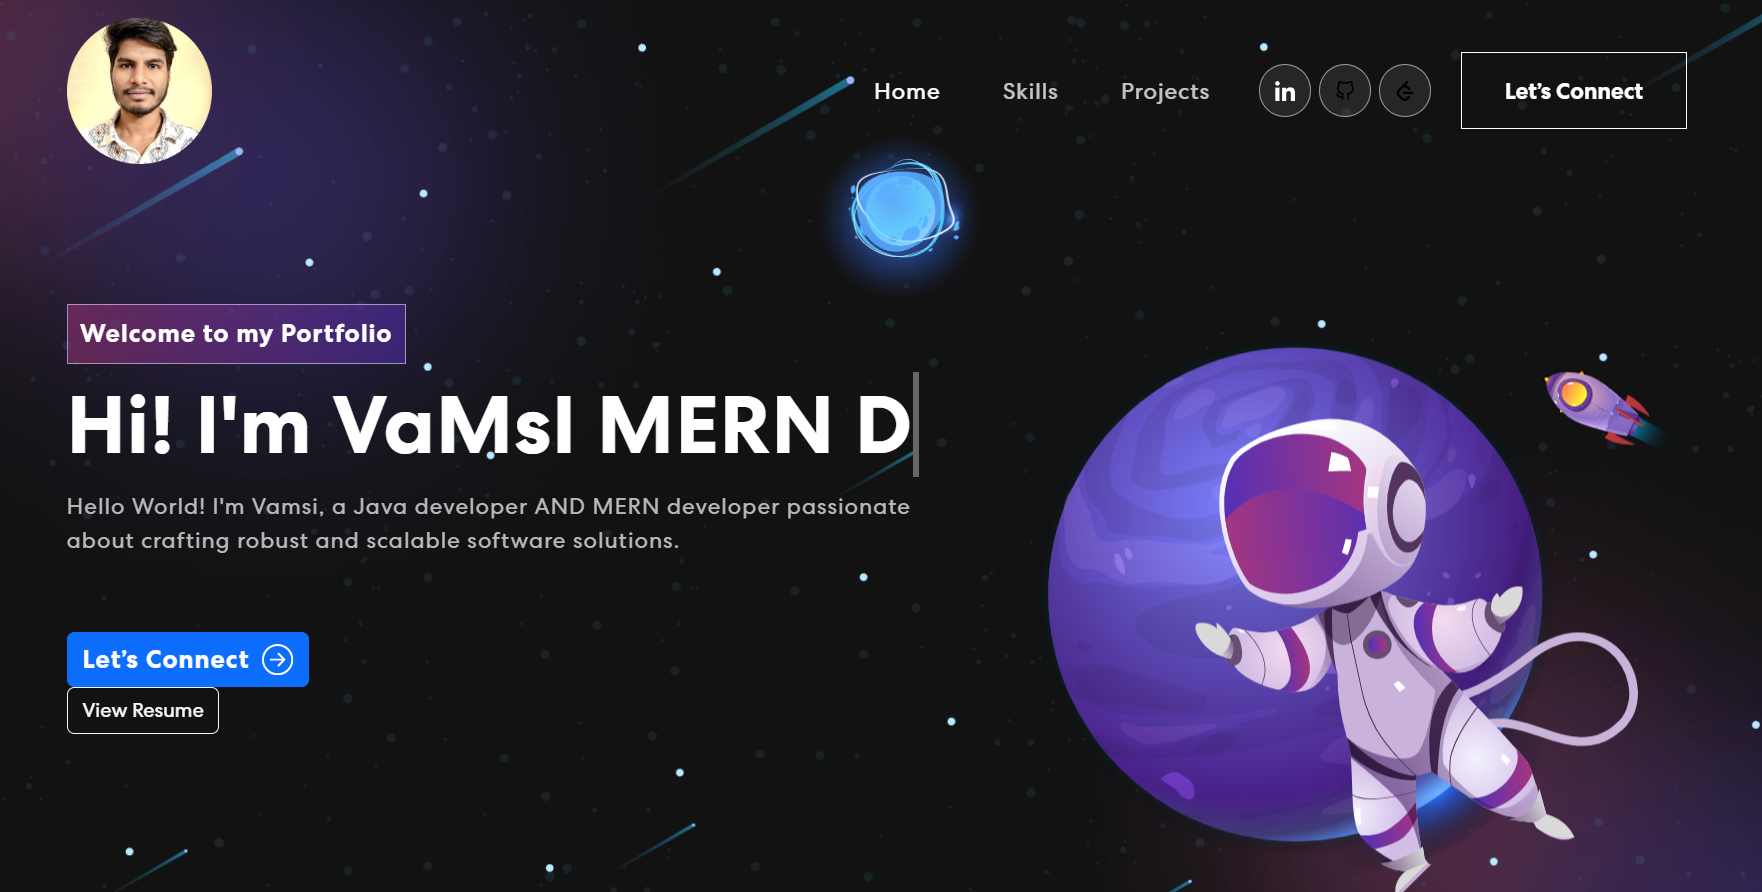 Home
Skills
Projects
in
Let's Connect
Welcome to my Portfolio
Hi! I'm VaMsI MERN D
Hello World! I'm Vamsi, a Java developer AND MERN developer passionate
about crafting robust and scalable software solutions.
Let's Connect
View Resume